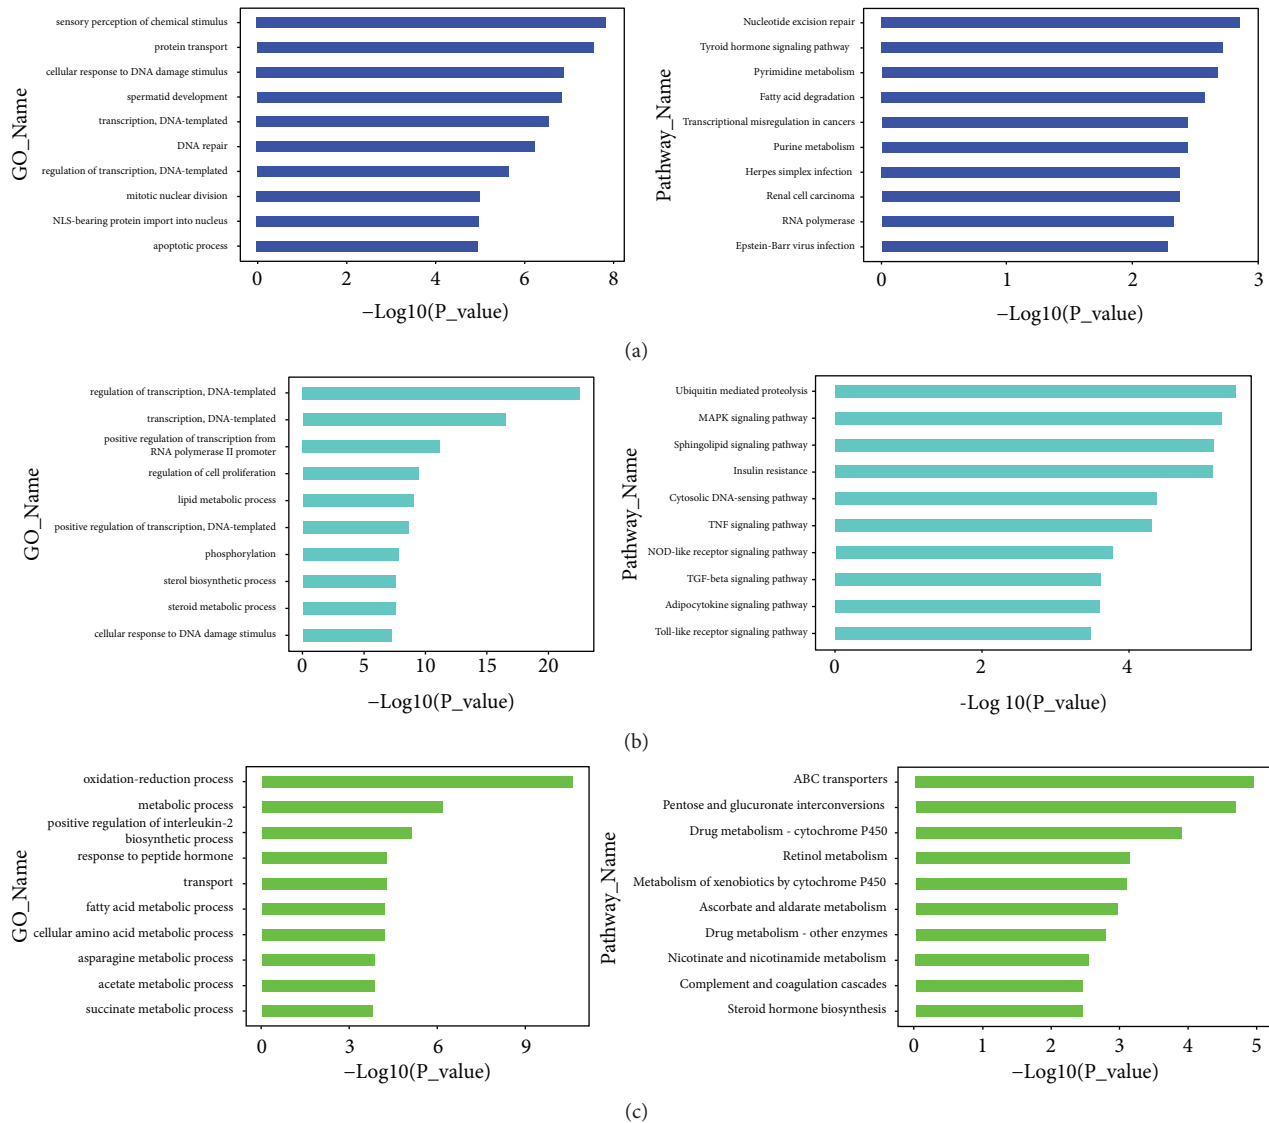 GO_Name
sensory perception of chemical stimulus
protein transport
cellular response to DNA damage stimulus
spermatid development
transcription, DNA-templated
DNA repair
regulation of transcription, DNA-templated
mitotic nuclear division
NLS-bearing protein import into nucleus
apoptotic process
0 2 4 6 8
−Log10(P_value)
Pathway_Name
Nucleotide excision repair
Tyroid hormone signaling pathway
Pyrimidine metabolism
Fatty acid degradation
Transcriptional misregulation in cancers
Purine metabolism
Herpes simplex infection
Renal cell carcinoma
RNA polymerase
Epstein-Barr virus infection
0 1 2 3
−Log10(P_value)
(a)
GO_Name
regulation of transcription, DNA-templated
transcription, DNA-templated
positive regulation of transcription from
RNA polymerase II promoter
regulation of cell proliferation
lipid metabolic process
positive regulation of transcription, DNA-templated
phosphorylation
sterol biosynthetic process
steroid metabolic process
cellular response to DNA damage stimulus
0 5 10 15 20
−Log10(P_value)
Pathway_Name
Ubiquitin mediated proteolysis
MAPK signaling pathway
Sphingolipid signaling pathway
Insulin resistance
Cytosolic DNA-sensing pathway
TNF signaling pathway
NOD-like receptor signaling pathway
TGF-beta signaling pathway
Adipocytokine signaling pathway
Toll-like receptor signaling pathway
0 2 4
-Log 10(P_value)
(b)
GO_Name
oxidation-reduction process
metabolic process
positive regulation of interleukin-2
biosynthetic process
response to peptide hormone
transport
fatty acid metabolic process
cellular amino acid metabolic process
asparagine metabolic process
acetate metabolic process
succinate metabolic process
0 3 6 9
−Log10(P_value)
Pathway_Name
ABC transporters
Pentose and glucuronate interconversions
Drug metabolism - cytochrome P450
Retinol metabolism
Metabolism of xenobiotics by cytochrome P450
Ascorbate and aldarate metabolism
Drug metabolism - other enzymes
Nicotinate and nicotinamide metabolism
Complement and coagulation cascades
Steroid hormone biosynthesis
0 1 2 3 4 5
−Log10(P_value)
(c)